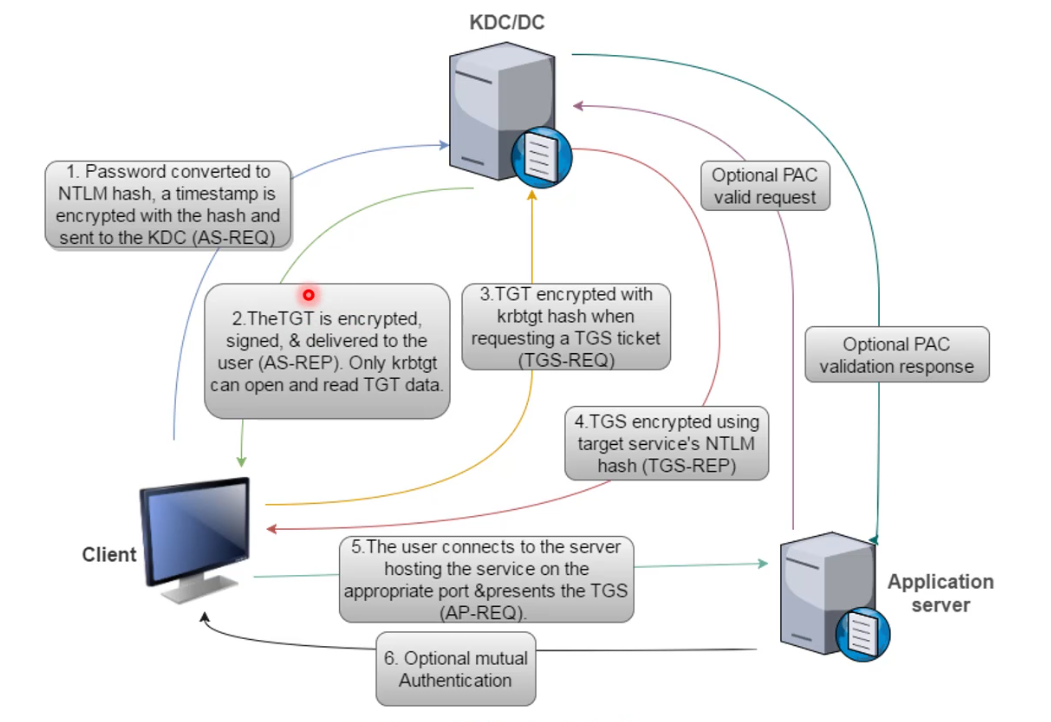 KDC/DC
1. Password converted to
NTLM hash, a timestamp is
encrypted with the hash and
sent to the KDC (AS-REQ)
2.TheTGT is encrypted,
signed, & delivered to the
user (AS-REP). Only krbtgt
can open and read TGT data.
3.TGT encrypted with
krbtgt hash when
requesting a TGS ticket
(TGS-REQ)
4.TGS encrypted using
target service's NTLM
hash (TGS-REP)
Optional PAC
valid request
Optional PAC
validation response
Client
5.The user connects to the server
hosting the service on the
appropriate port &presents the TGS
(AP-REQ).
Application
server
6. Optional mutual
Authentication